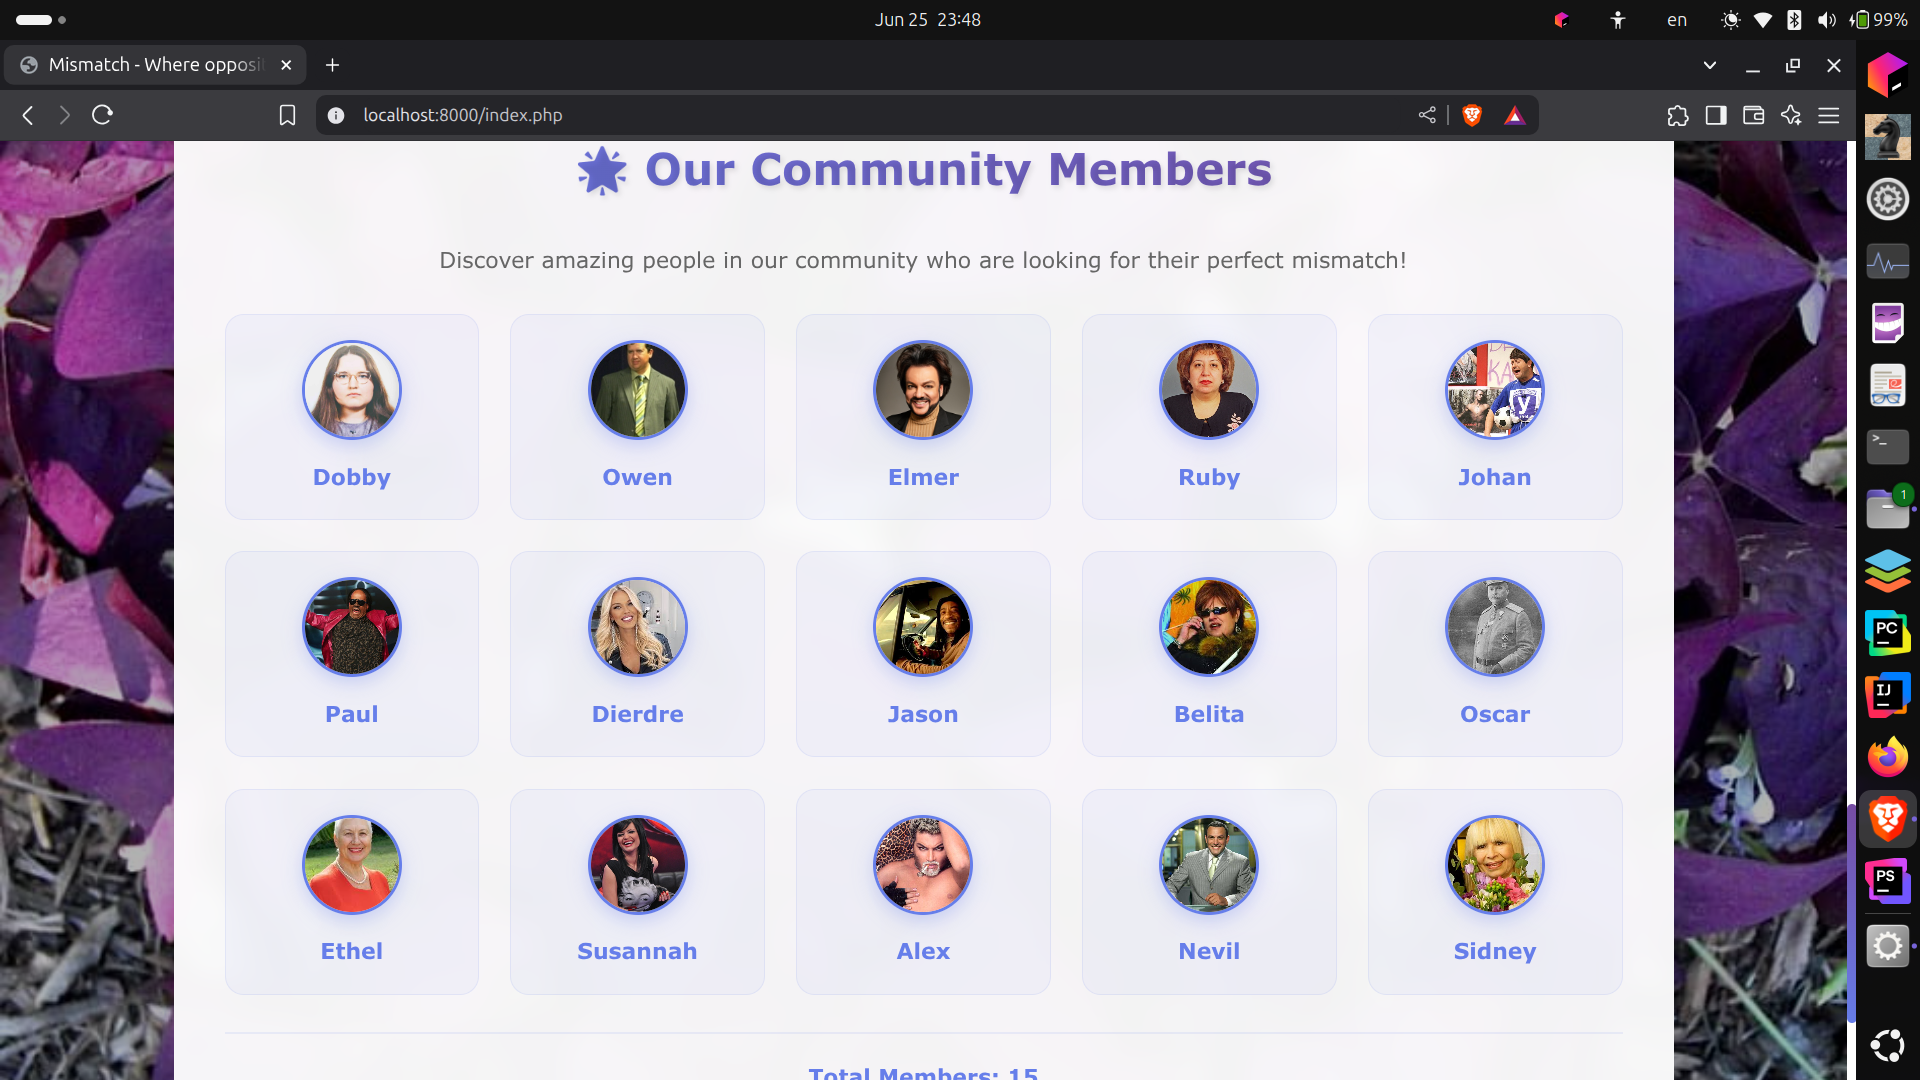 Jun 25 23:48
en
99%
Mismatch - Where opposi
localhost:8000/index.php
Our Community Members
Discover amazing people in our community who are looking for their perfect mismatch!
Dobby
Owen
Elmer
Ruby
Johan
Paul
Dierdre
Jason
Belita
Oscar
Ethel
Susannah
Alex
Nevil
Sidney
Total Members: 15
>_
1
PC
IJ
PS